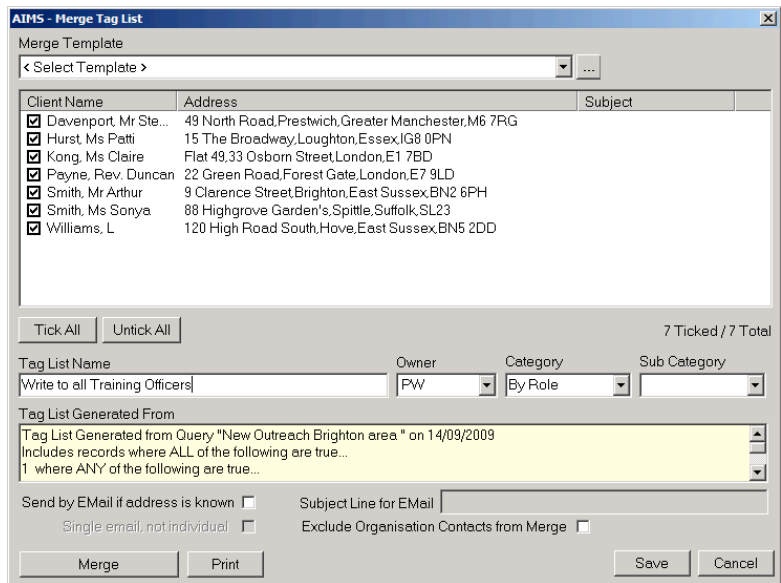 AIMS - Merge Tag List
Merge Template
< Select Template >
...
Client Name Address Subject
Davenport, Mr Ste... 49 North Road,Prestwich,Greater Manchester,M6 7RG
Hurst, Ms Patti 15 The Broadway,Loughton,Essex,IG8 0PN
Kong, Ms Claire Flat 49,33 Osborn Street,London,E1 7BD
Payne, Rev. Duncan 22 Green Road,Forest Gate,London,E7 9LD
Smith, Mr Arthur 9 Clarence Street,Brighton,East Sussex,BN2 6PH
Smith, Ms Sonya 88 Highgrove Garden's,Spittle,Suffolk,SL23
Williams, L 120 High Road South,Hove,East Sussex,BN5 2DD
Tick All Untick All 7 Ticked / 7 Total
Tag List Name Owner Category Sub Category
Write to all Training Officers PW By Role
Tag List Generated From
Tag List Generated from Query "New Outreach Brighton area " on 14/09/2009
Includes records where ALL of the following are true...
1 where ANY of the following are true...
Send by EMail if address is known Subject Line for EMail
Single email, not individual Exclude Organisation Contacts from Merge
Merge Print Save Cancel